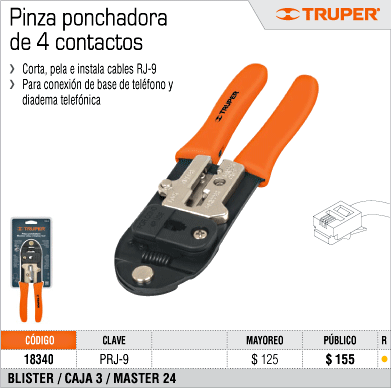 Pinza ponchadora
de 4 contactos
TRUPER®
❯ Corta, pela e instala cables RJ-9
❯ Para conexión de base de teléfono y
diadema telefónica
TRUPER
TRUPER
CÓDIGO CLAVE MAYOREO PÚBLICO R
18340 PRJ-9 $ 125 $ 155
BLISTER / CAJA 3 / MASTER 24